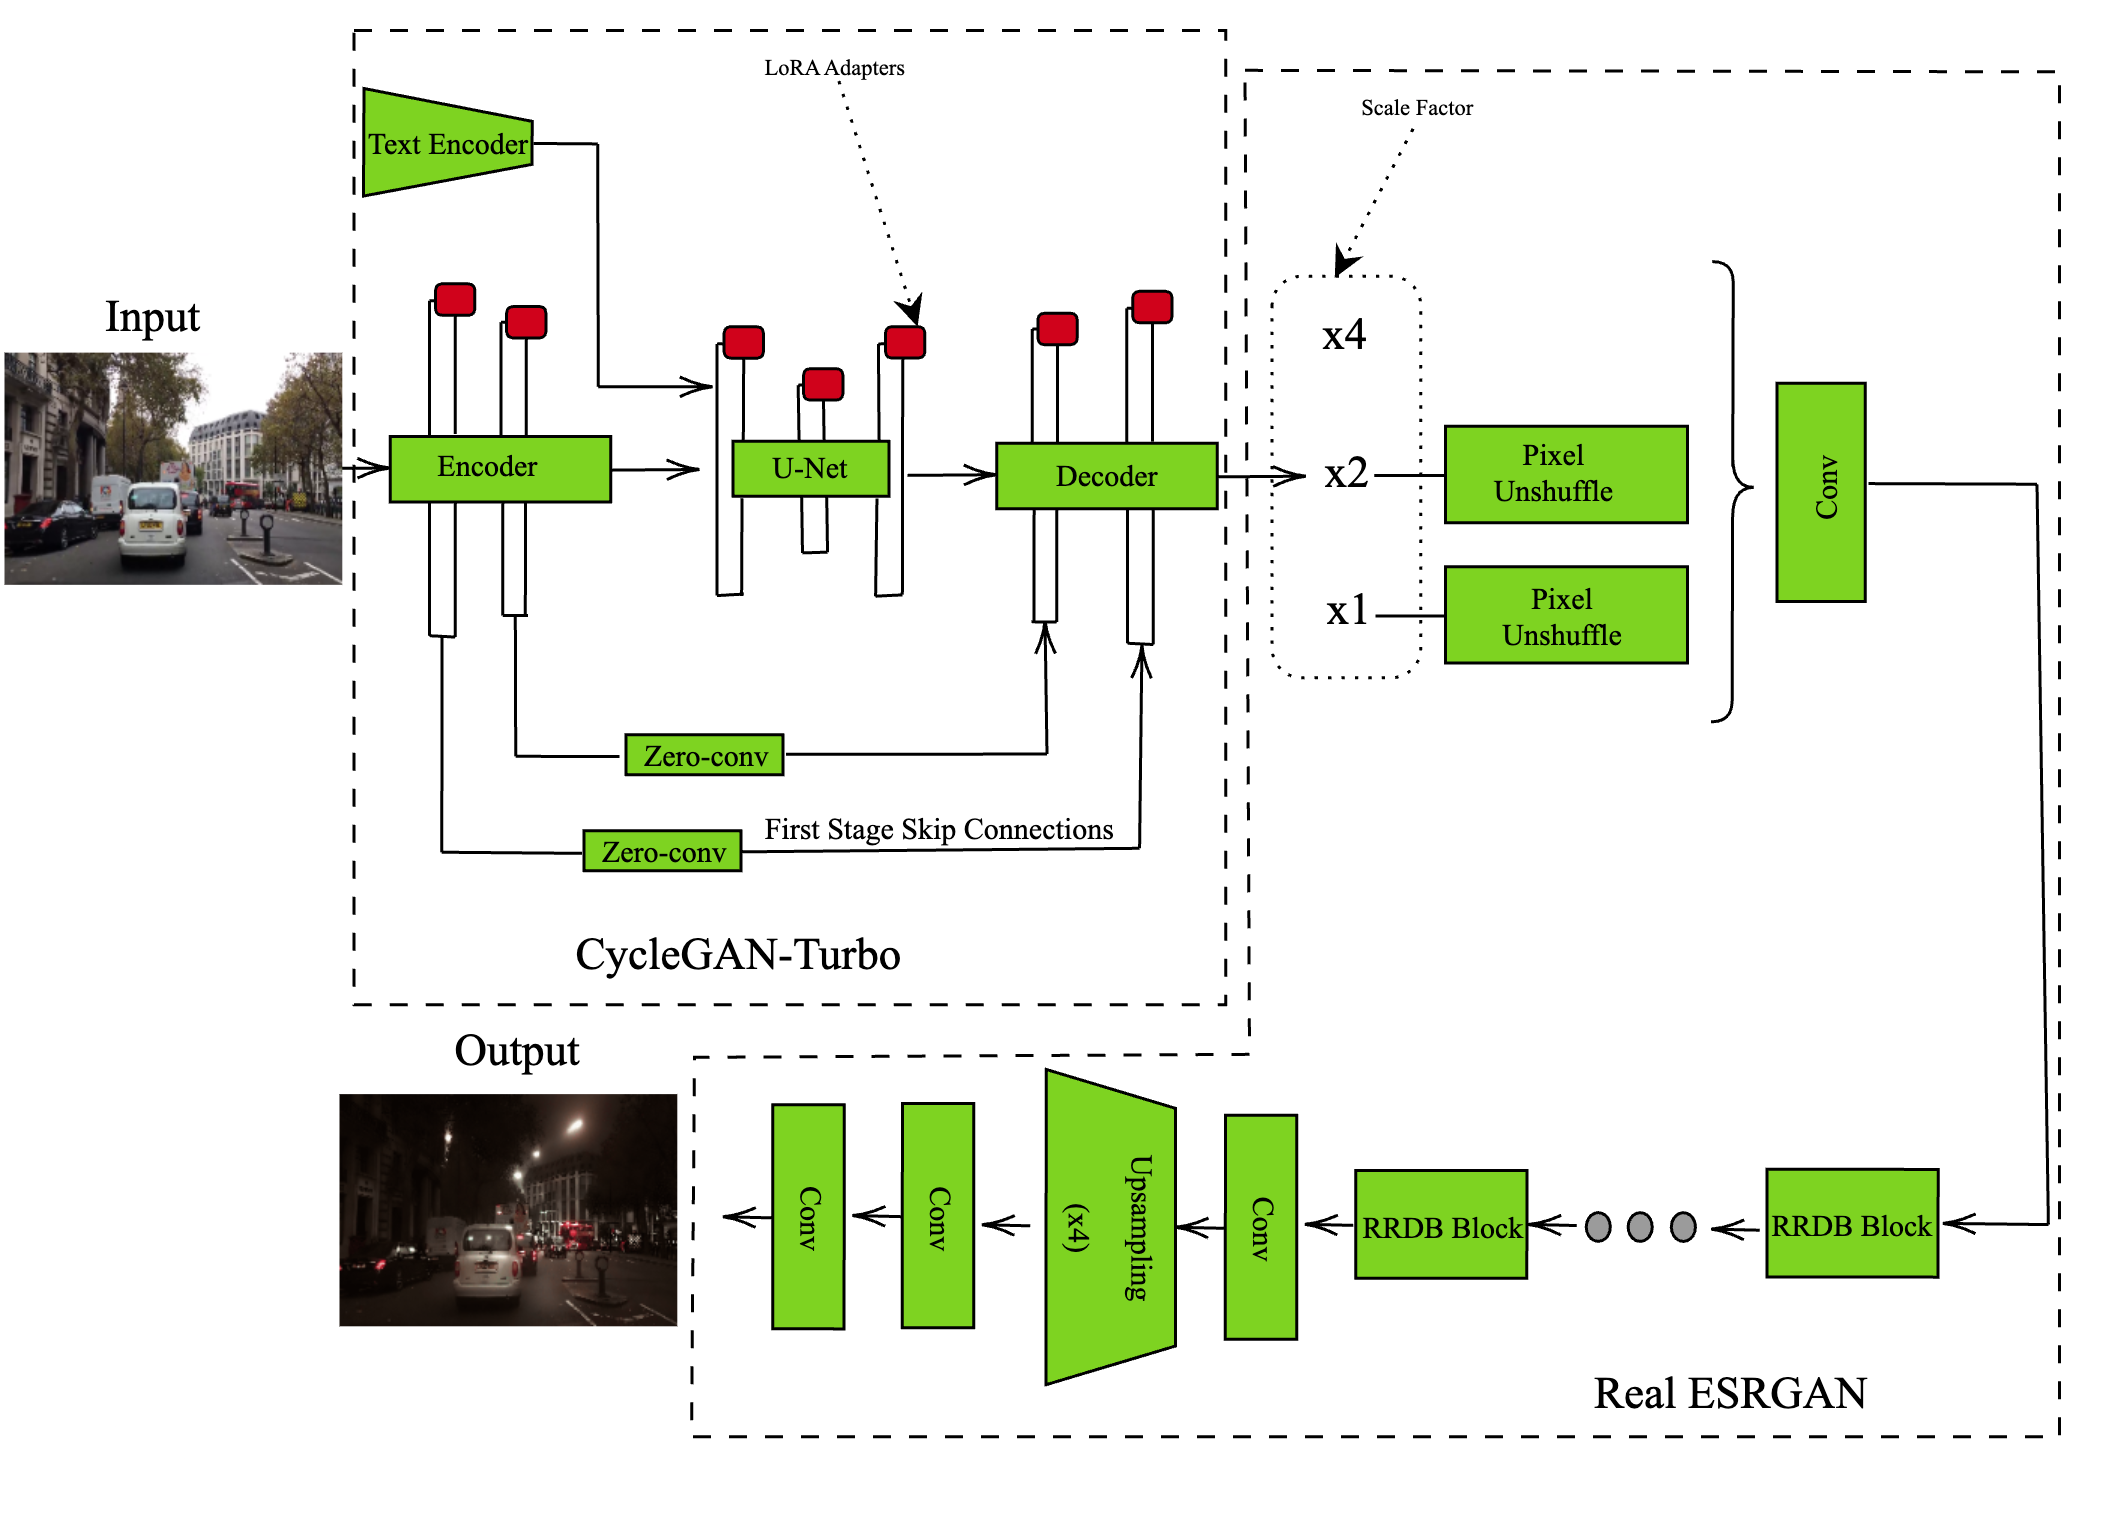 LoRA Adapters
Scale Factor
Text Encoder
Input
x4
Encoder
U-Net
Decoder
x2
Pixel
Unshuffle
Conv
x1
Pixel
Unshuffle
Zero-conv
First Stage Skip Connections
Zero-conv
CycleGAN-Turbo
Output
Conv
Conv
Upsampling
(x4)
Conv
RRDB Block
RRDB Block
Real ESRGAN